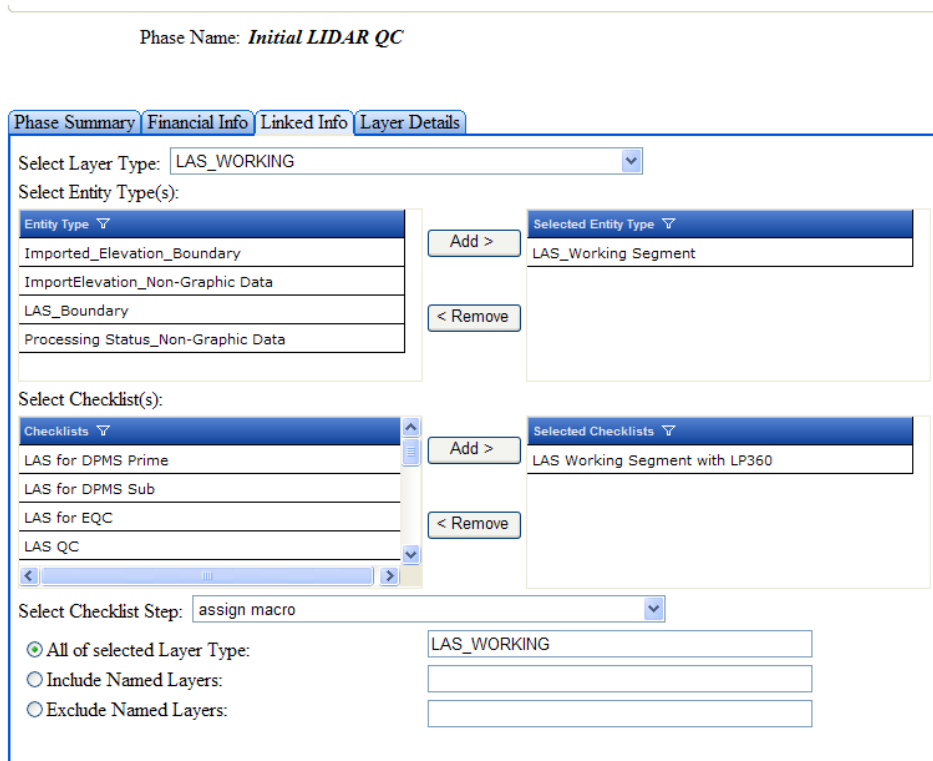 Phase Name: Initial LIDAR QC
Phase Summary Financial Info Linked Info Layer Details
Select Layer Type: LAS_WORKING
Select Entity Type(s):
Entity Type
Selected Entity Type
Add >
Imported_Elevation_Boundary
LAS_Working Segment
ImportElevation_Non-Graphic Data
LAS_Boundary
< Remove
Processing Status_Non-Graphic Data
Select Checklist(s):
Checklists
Selected Checklists
Add >
LAS for DPMS Prime
LAS Working Segment with LP360
LAS for DPMS Sub
LAS for EQC
< Remove
LAS QC
Select Checklist Step: assign macro
All of selected Layer Type: LAS_WORKING
Include Named Layers:
Exclude Named Layers: